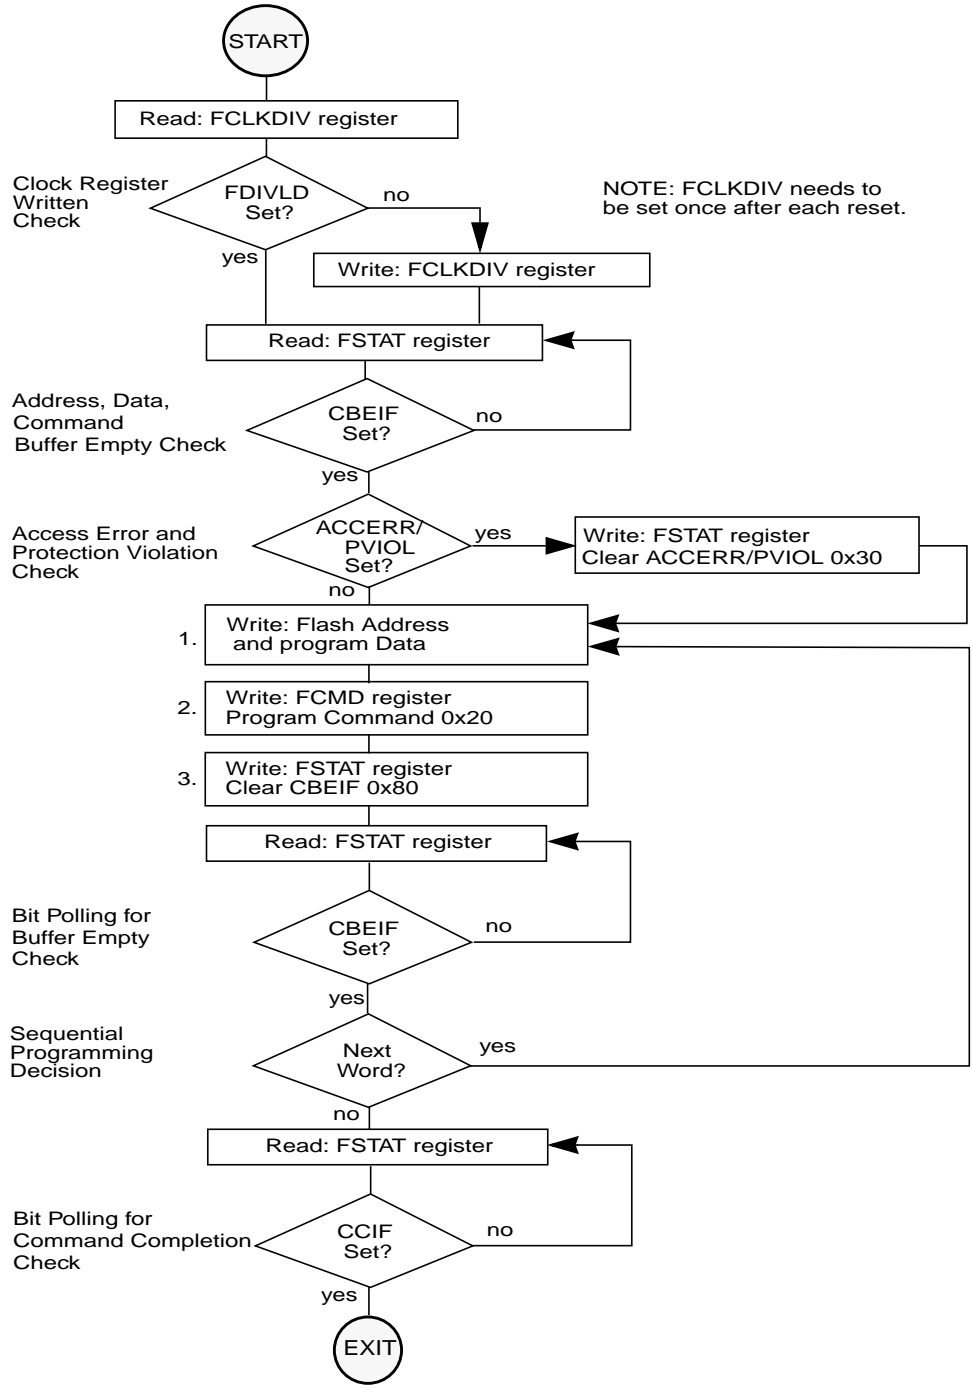 START
Read: FCLKDIV register
Clock Register
Written
Check
FDIVLD
Set?
no
yes
NOTE: FCLKDIV needs to
be set once after each reset.
Write: FCLKDIV register
Read: FSTAT register
Address, Data,
Command
Buffer Empty Check
CBEIF
Set?
no
yes
Access Error and
Protection Violation
Check
ACCERR/
PVIOL
Set?
yes
no
Write: FSTAT register
Clear ACCERR/PVIOL 0x30
1.
Write: Flash Address
and program Data
2.
Write: FCMD register
Program Command 0x20
3.
Write: FSTAT register
Clear CBEIF 0x80
Read: FSTAT register
Bit Polling for
Buffer Empty
Check
CBEIF
Set?
no
yes
Sequential
Programming
Decision
Next
Word?
yes
no
Read: FSTAT register
Bit Polling for
Command Completion
Check
CCIF
Set?
no
yes
EXIT